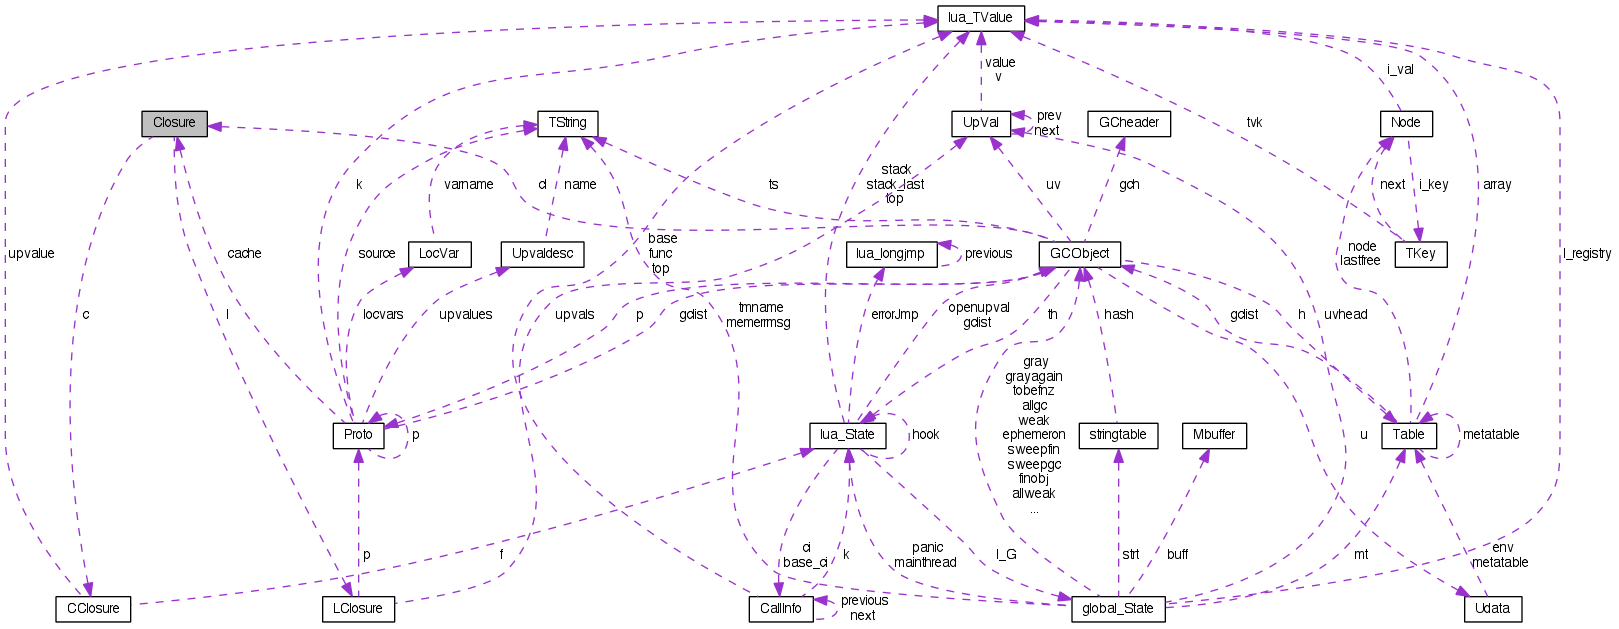 lua_TValue
value
v
i_val
Closure
TString
UpVal
prev
next
GCheader
tvk
Node
k
varname
cl
name
stack
stack_last
top
ts
uv
gch
next
i_key
array
upvalue
cache
source
LocVar
Upvaldesc
base
func
top
lua_longjmp
previous
GCObject
node
lastfree
TKey
l_registry
c
l
locvars
upvalues
upvals
p
gclist
tmname
memerrmsg
errorJmp
openupval
gclist
th
hash
gclist
h
uvhead
gray
grayagain
tobefnz
allgc
weak
ephemeron
sweepfin
sweepgc
finobj
allweak
...
Proto
p
lua_State
hook
stringtable
Mbuffer
u
Table
metatable
p
f
ci
base_ci
k
panic
mainthread
l_G
strt
buff
mt
env
metatable
CClosure
LClosure
CallInfo
previous
next
global_State
Udata